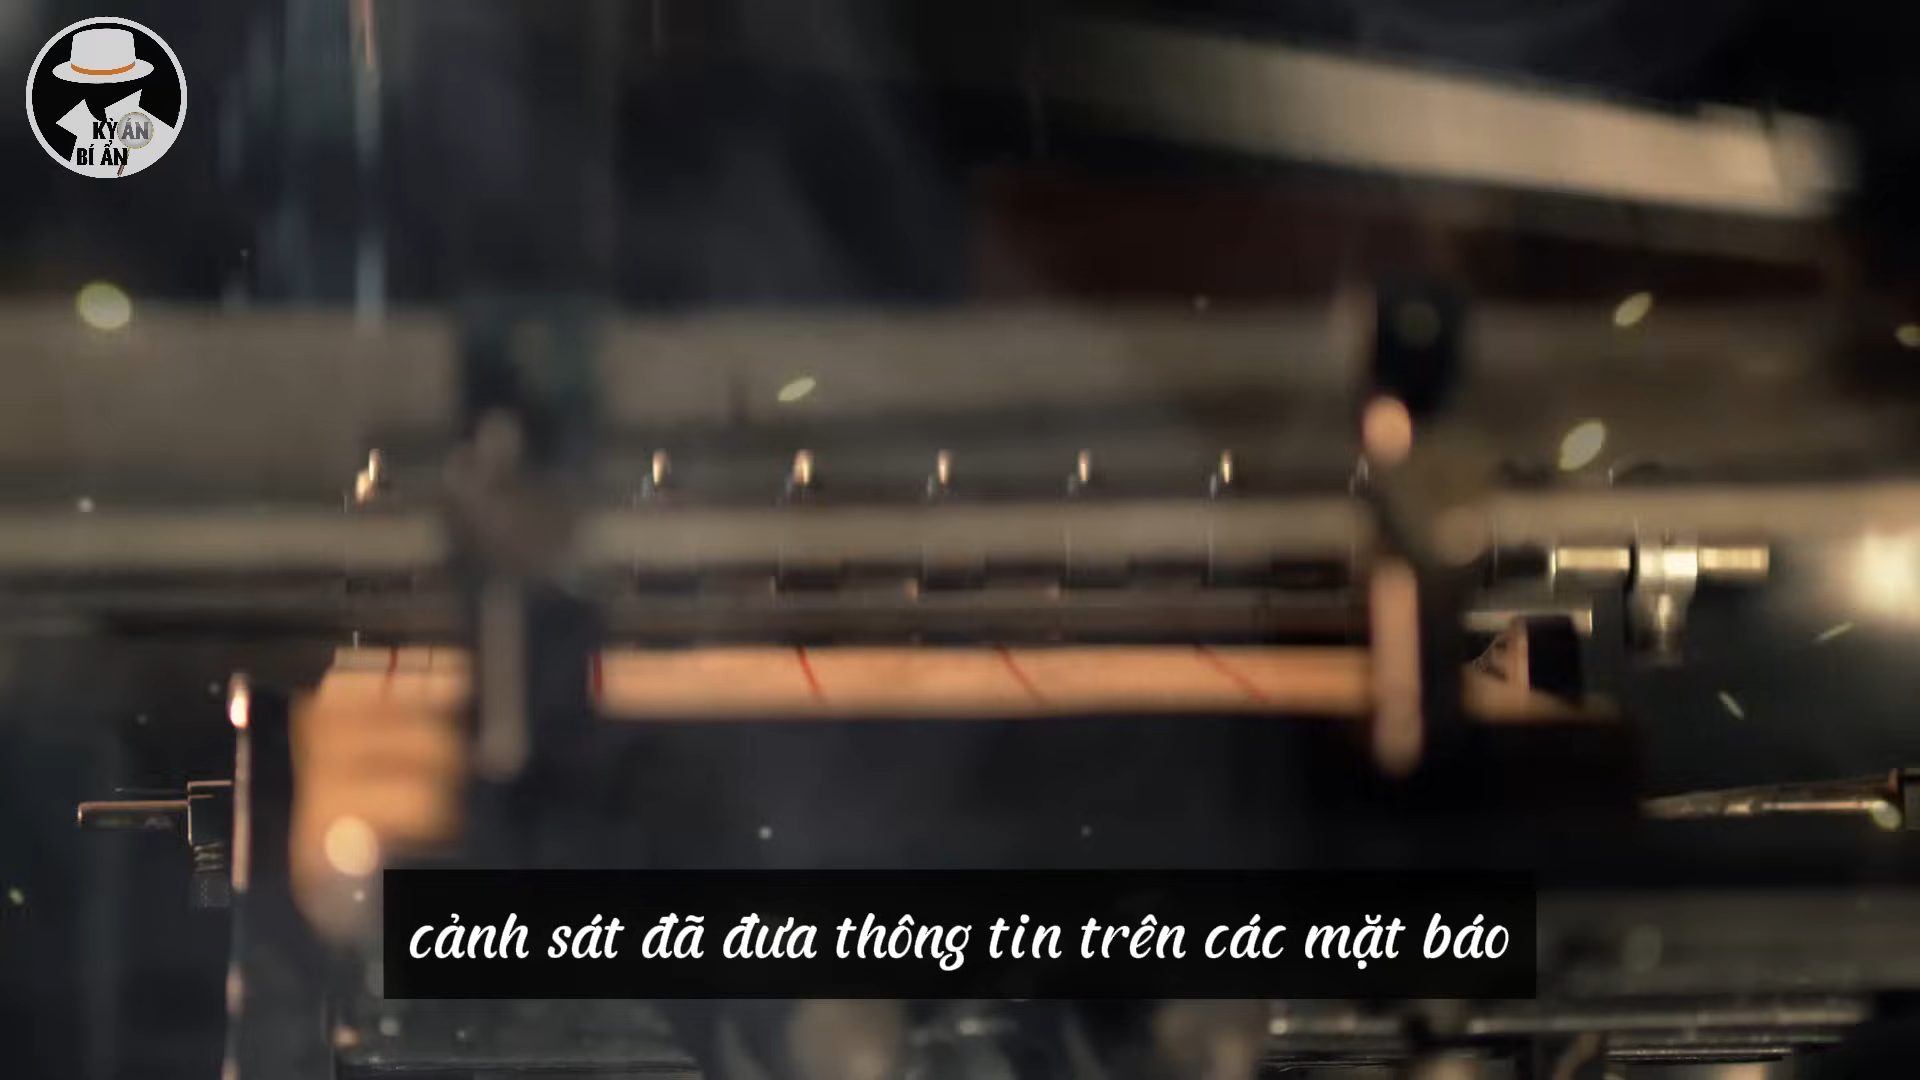 KỲ ÁN
BÍ ẨN
cảnh sát đã đưa thông tin trên các mặt báo